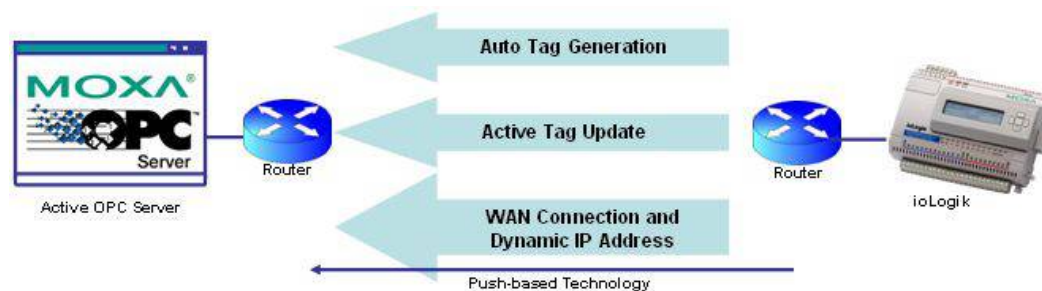 Auto Tag Generation
MOXA®
OPC
Server
Active Tag Update
Router
Router
Active OPC Server
ioLogik
WAN Connection and
Dynamic IP Address
Push-based Technology
MOXA